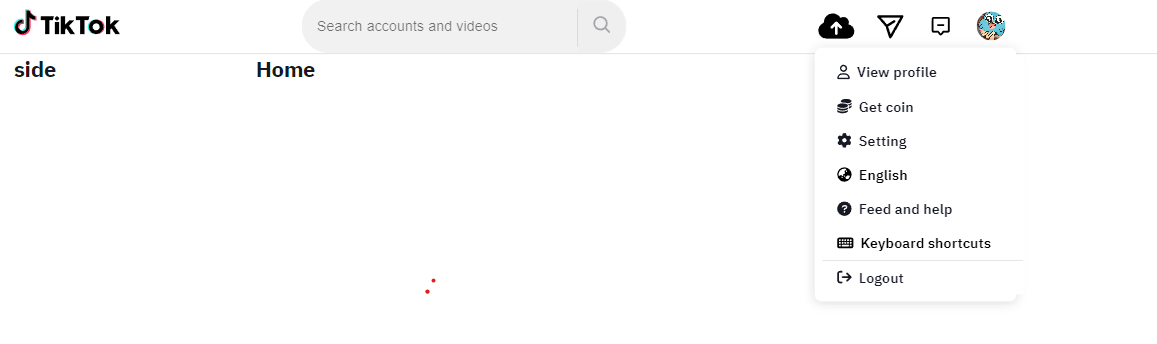 TikTok
Search accounts and videos
side
Home
View profile
Get coin
Setting
English
Feed and help
Keyboard shortcuts
Logout